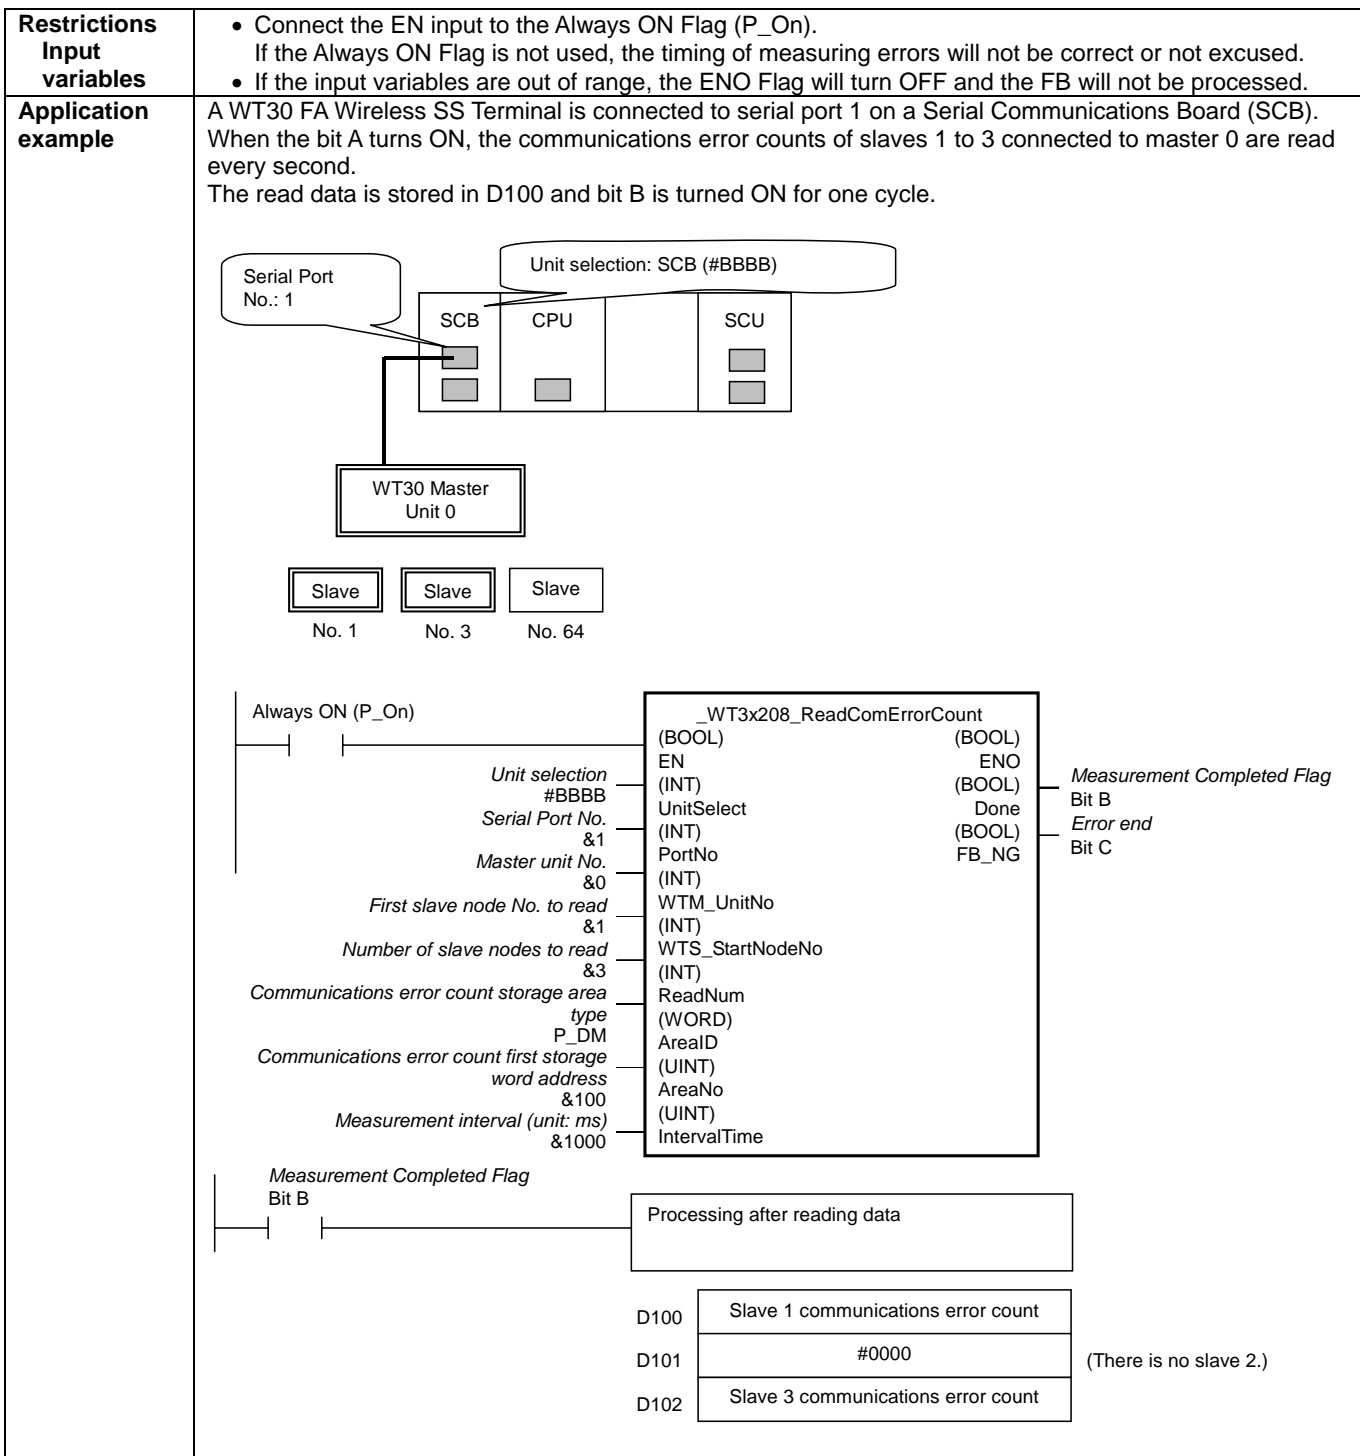 Restrictions
Input
variables
• Connect the EN input to the Always ON Flag (P_On).
If the Always ON Flag is not used, the timing of measuring errors will not be correct or not excused.
• If the input variables are out of range, the ENO Flag will turn OFF and the FB will not be processed.
Application
example
A WT30 FA Wireless SS Terminal is connected to serial port 1 on a Serial Communications Board (SCB).
When the bit A turns ON, the communications error counts of slaves 1 to 3 connected to master 0 are read
every second.
The read data is stored in D100 and bit B is turned ON for one cycle.
Serial Port
No.: 1
Unit selection: SCB (#BBBB)
SCB
CPU
SCU
WT30 Master
Unit 0
Slave
Slave
Slave
No. 1
No. 3
No. 64
Always ON (P_On)
_WT3x208_ReadComErrorCount
(BOOL)
EN
(INT)
UnitSelect
(INT)
PortNo
(INT)
WTM_UnitNo
(INT)
WTS_StartNodeNo
(INT)
ReadNum
(WORD)
AreaID
(UINT)
AreaNo
(UINT)
IntervalTime
(BOOL)
ENO
(BOOL)
Done
(BOOL)
FB_NG
Unit selection
#BBBB
Serial Port No.
&1
Master unit No.
&0
First slave node No. to read
&1
Number of slave nodes to read
&3
Communications error count storage area
type
P_DM
Communications error count first storage
word address
&100
Measurement interval (unit: ms)
&1000
Measurement Completed Flag
Bit B
Error end
Bit C
Measurement Completed Flag
Bit B
Processing after reading data
D100 Slave 1 communications error count
D101 #0000 (There is no slave 2.)
D102 Slave 3 communications error count